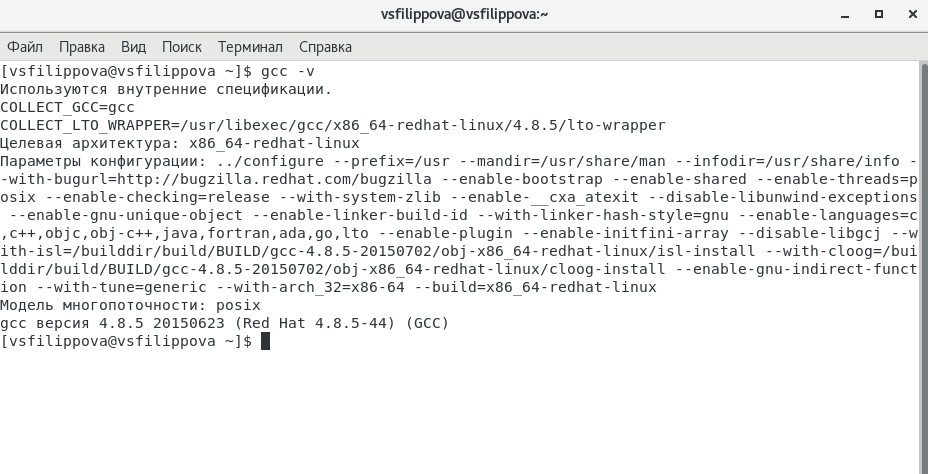 vsfilippova@vsfilippova:~
Файл Правка Вид Поиск Терминал Справка
[vsfilippova@vsfilippova ~]$ gcc -v
Используются внутренние спецификации.
COLLECT_GCC=gcc
COLLECT_LTO_WRAPPER=/usr/libexec/gcc/x86_64-redhat-linux/4.8.5/lto-wrapper
Целевая архитектура: x86_64-redhat-linux
Параметры конфигурации: ../configure --prefix=/usr --mandir=/usr/share/man --infodir=/usr/share/info -
-with-bugurl=http://bugzilla.redhat.com/bugzilla --enable-bootstrap --enable-shared --enable-threads=p
osix --enable-checking=release --with-system-zlib --enable-__cxa_atexit --disable-libunwind-exceptions
 --enable-gnu-unique-object --enable-linker-build-id --with-linker-hash-style=gnu --enable-languages=c
,c++,objc,obj-c++,java,fortran,ada,go,lto --enable-plugin --enable-initfini-array --disable-libgcj --w
ith-isl=/builddir/build/BUILD/gcc-4.8.5-20150702/obj-x86_64-redhat-linux/isl-install --with-cloog=/bui
lddir/build/BUILD/gcc-4.8.5-20150702/obj-x86_64-redhat-linux/cloog-install --enable-gnu-indirect-funct
ion --with-tune=generic --with-arch_32=x86-64 --build=x86_64-redhat-linux
Модель многопоточности: posix
gcc версия 4.8.5 20150623 (Red Hat 4.8.5-44) (GCC)
[vsfilippova@vsfilippova ~]$